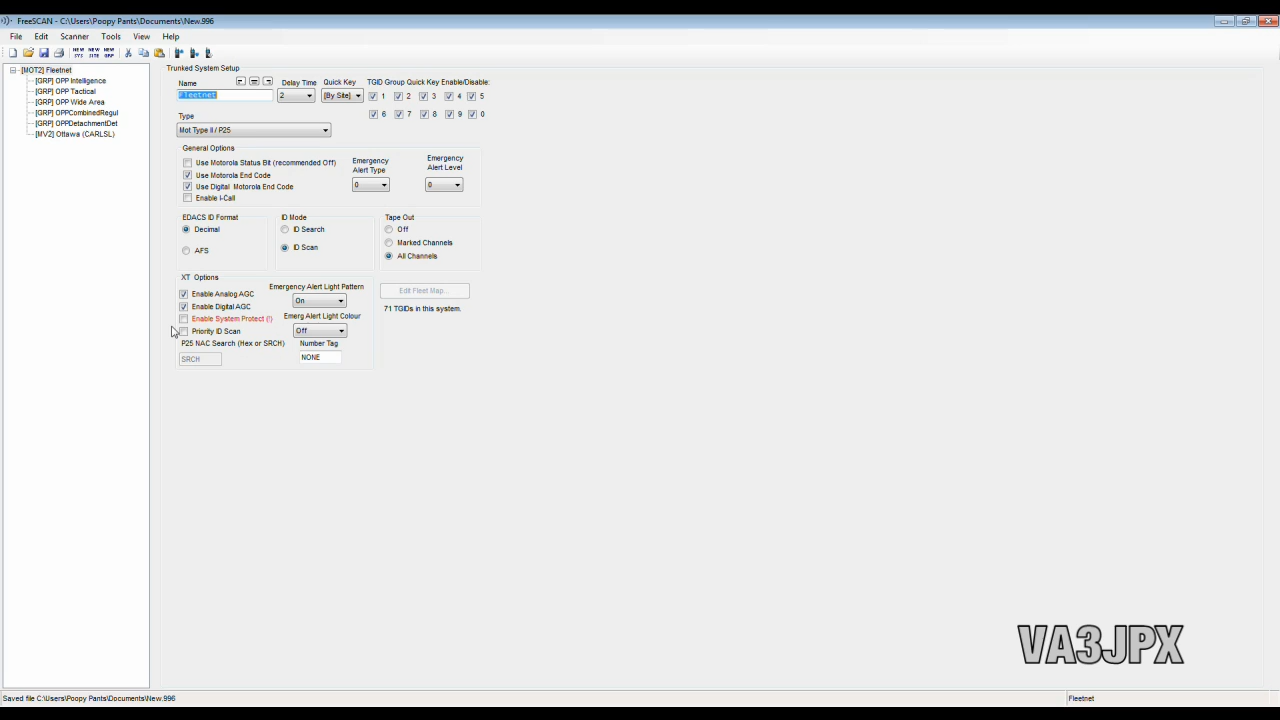 FreeSCAN - C:\Users\Poopy Pants\Documents\New.996
File Edit Scanner Tools View Help
NEW SYS NEW SITE NEW GRP
[MOT2] Fleetnet
[GRP] OPP Intelligence
[GRP] OPP Tactical
[GRP] OPP Wide Area
[GRP] OPPCombinedRegul
[GRP] OPPDetachmentDet
[MV2] Ottawa (CARLSL)
Trunked System Setup
Name Delay Time Quick Key TGID Group Quick Key Enable/Disable:
Fleetnet 2 [By Site] 1 2 3 4 5
6 7 8 9 0
Type
Mot Type II / P25
General Options
Use Motorola Status Bit (recommended Off)
Use Motorola End Code
Use Digital Motorola End Code
Enable I-Call
Emergency Alert Type
0
Emergency Alert Level
0
EDACS ID Format
Decimal
AFS
ID Mode
ID Search
ID Scan
Tape Out
Off
Marked Channels
All Channels
XT Options
Enable Analog AGC
Enable Digital AGC
Enable System Protect (!)
Priority ID Scan
P25 NAC Search (Hex or SRCH)
SRCH
Emergency Alert Light Pattern
On
Emerg Alert Light Colour
Off
Number Tag
NONE
Edit Fleet Map...
71 TGIDs in this system.
VA3JPX
Saved file C:\Users\Poopy Pants\Documents\New.996
Fleetnet